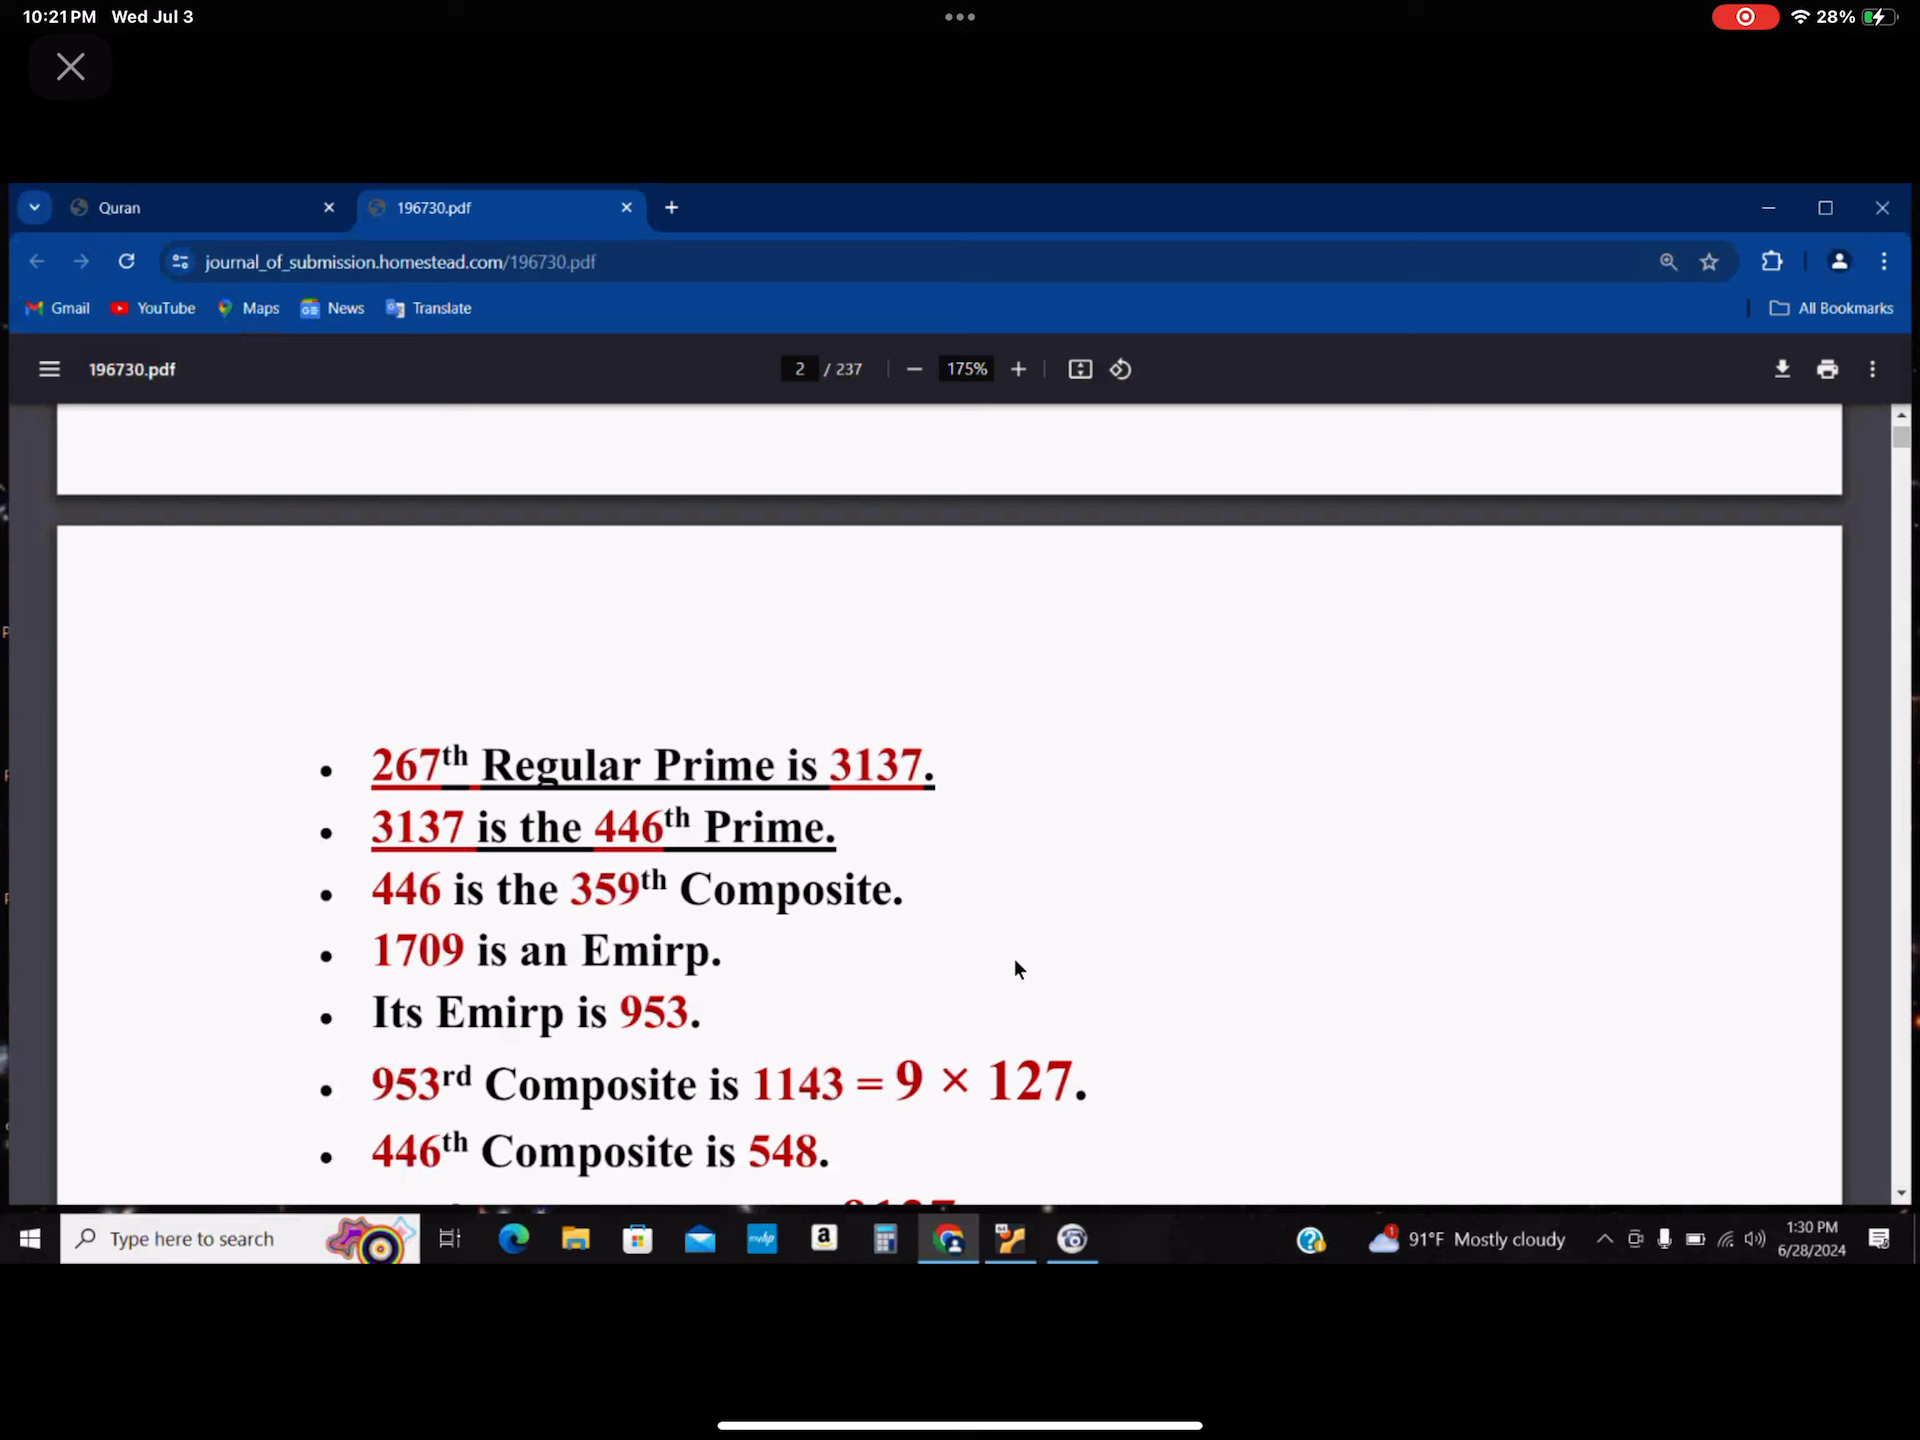 10:21 PM Wed Jul 3
28%
Quran
196730.pdf
journal_of_submission.homestead.com/196730.pdf
Gmail YouTube Maps News Translate
All Bookmarks
196730.pdf
2 / 237
175%
• 267th Regular Prime is 3137.
• 3137 is the 446th Prime.
• 446 is the 359th Composite.
• 1709 is an Emirp.
• Its Emirp is 953.
• 953rd Composite is 1143 = 9 × 127.
• 446th Composite is 548.
Type here to search
91°F Mostly cloudy
1:30 PM
6/28/2024